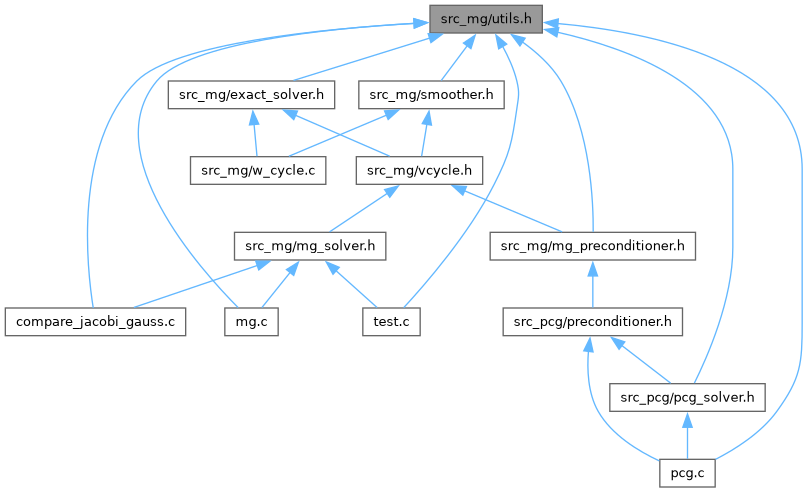 src_mg/utils.h
src_mg/exact_solver.h
src_mg/smoother.h
src_mg/w_cycle.c
src_mg/vcycle.h
src_mg/mg_solver.h
src_mg/mg_preconditioner.h
compare_jacobi_gauss.c
mg.c
test.c
src_pcg/preconditioner.h
src_pcg/pcg_solver.h
pcg.c